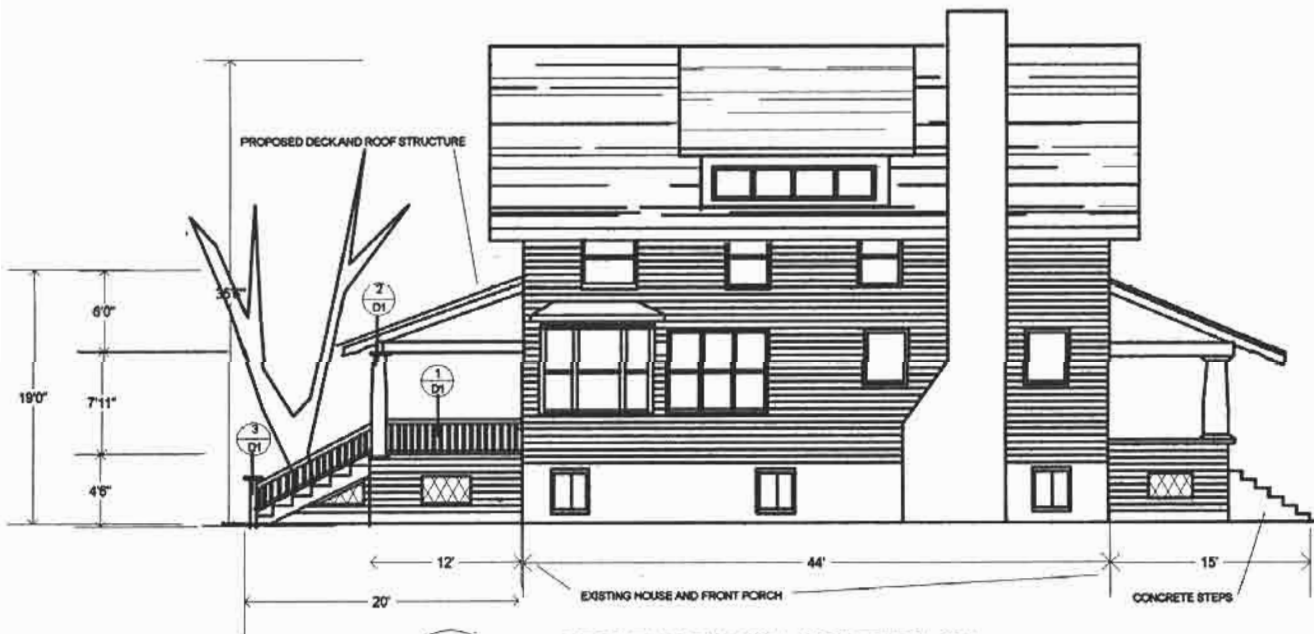 PROPOSED DECK AND ROOF STRUCTURE
2
D1
6'0"
1
D1
19'0"
7'11"
3
D1
4'6"
12'
44'
15'
EXISTING HOUSE AND FRONT PORCH
CONCRETE STEPS
20'